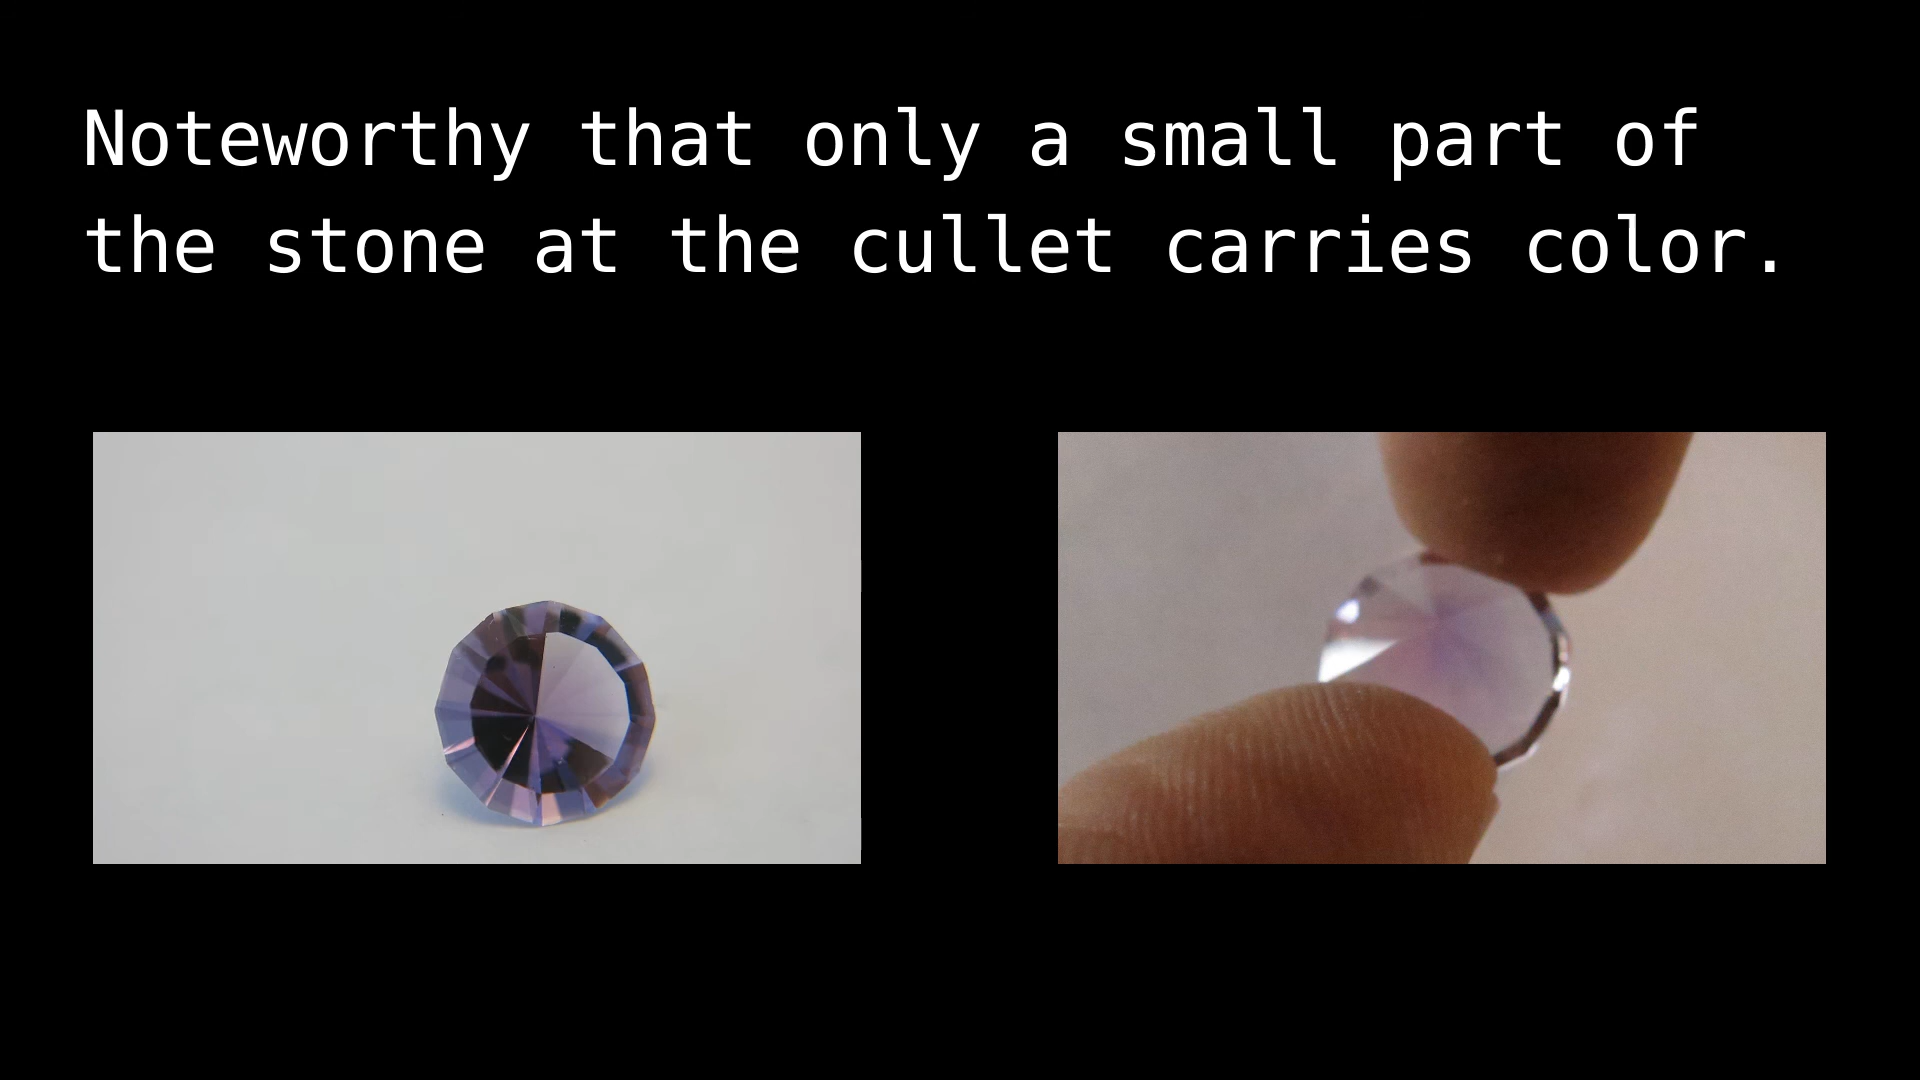 Noteworthy that only a small part of
the stone at the cullet carries color.